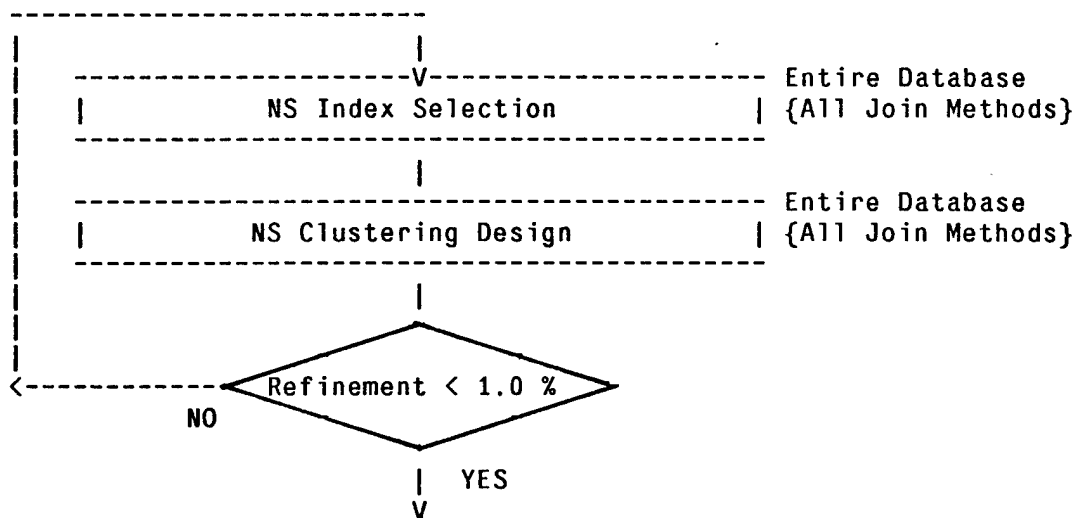 Entire Database
NS Index Selection {All Join Methods}
Entire Database
NS Clustering Design {All Join Methods}
Refinement < 1.0 %
NO
YES